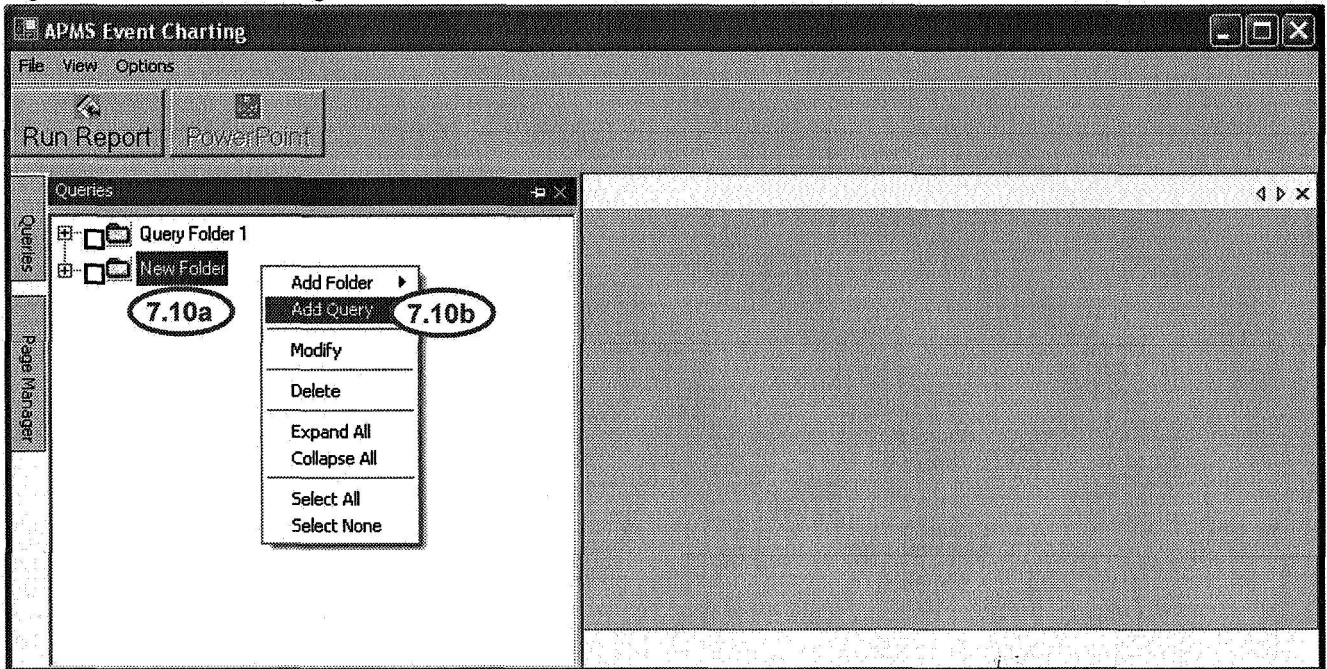 APMS Event Charting
File View Options
Run Report PowerPoint
Queries
Queries
Page Manager
Query Folder 1
New Folder
7.10a
Add Folder
Add Query
7.10b
Modify
Delete
Expand All
Collapse All
Select All
Select None